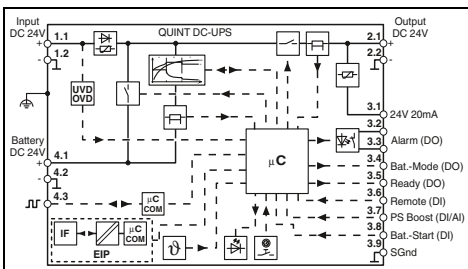 Input
DC 24V
1.1
+
1.2
-
QUINT DC-UPS
Output
DC 24V
2.1
+
2.2
-
UVD
OVD
3.1
24V 20mA
3.2
3.3
Alarm (DO)
Battery
DC 24V
4.1
+
4.2
-
4.3
µC
3.4
Bat.-Mode (DO)
3.5
Ready (DO)
3.6
Remote (DI)
3.7
PS Boost (DI/AI)
3.8
Bat.-Start (DI)
3.9
SGnd
µC
COM
IF
µC
COM
EIP
ϑ